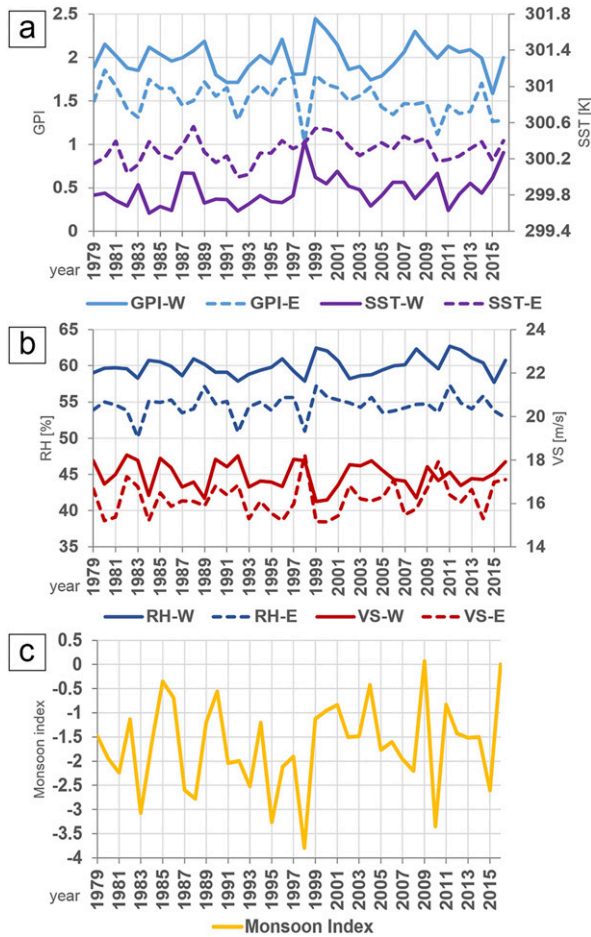 a
2.5
2
1.5
1
0.5
0
GPI
301.8
301.4
301
300.6
300.2
299.8
299.4
SST [K]
year
1979 1981 1983 1985 1987 1989 1991 1993 1995 1997 1999 2001 2003 2005 2007 2009 2011 2013 2015
GPI-W GPI-E SST-W SST-E
b
65
60
55
50
45
40
35
RH [%]
24
22
20
18
16
14
VS [m/s]
year
1979 1981 1983 1985 1987 1989 1991 1993 1995 1997 1999 2001 2003 2005 2007 2009 2011 2013 2015
RH-W RH-E VS-W VS-E
c
0.5
0
-0.5
-1
-1.5
-2
-2.5
-3
-3.5
-4
Monsoon index
year
1979 1981 1983 1985 1987 1989 1991 1993 1995 1997 1999 2001 2003 2005 2007 2009 2011 2013 2015
Monsoon Index